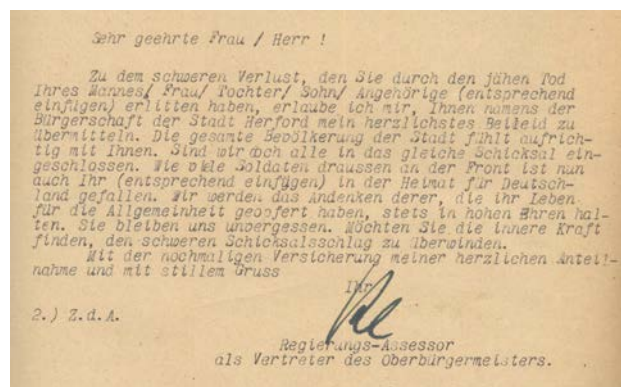 Sehr geehrte Frau / Herr !
Zu dem schweren Verlust, den Sie durch den jähen Tod
Ihres Mannes/ Frau/ Tochter/ Sohn/ Angehörige (entsprechend
einfügen) erlitten haben, erlaube ich mir, Ihnen namens der
Bürgerschaft der Stadt Herford mein herzlichstes Beileid zu
übermitteln. Die gesamte Bevölkerung der Stadt fühlt aufrich-
tig mit Ihnen. Sind wir doch alle in das gleiche Schicksal ein-
geschlossen. Wie viele Soldaten draussen an der Front ist nun
auch Ihr (entsprechend einfügen) in der Heimat für Deutsch-
land gefallen. Wir werden das Andenken derer, die ihr Leben
für die Allgemeinheit geopfert haben, stets in hohen Ehren hal-
ten. Sie bleiben uns unvergessen. Möchten Sie die innere Kraft
finden, den schweren Schicksalsschlag zu überwinden.
Mit der nochmaligen Versicherung meiner herzlichen Anteil-
nahme und mit stillem Gruss
Ihr
2.) Z.d.A.
Regierungs-Assessor
als Vertreter des Oberbürgermeisters.